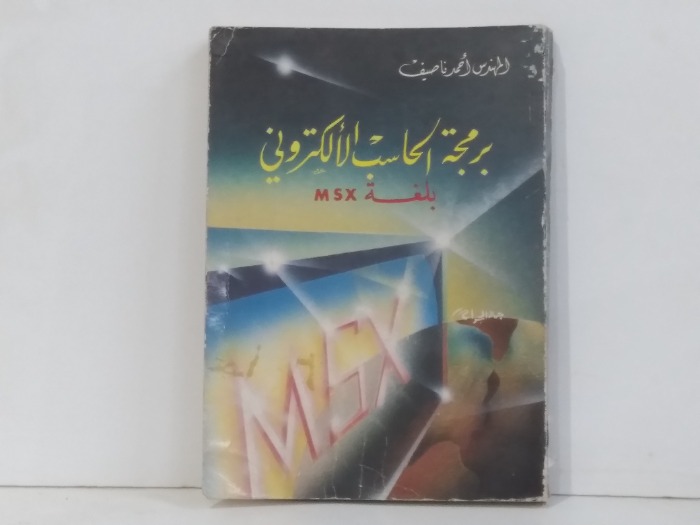 المهندس أحمد ناصيف
برمجة الحاسب الألكتروني
بلغة MSX
MSX